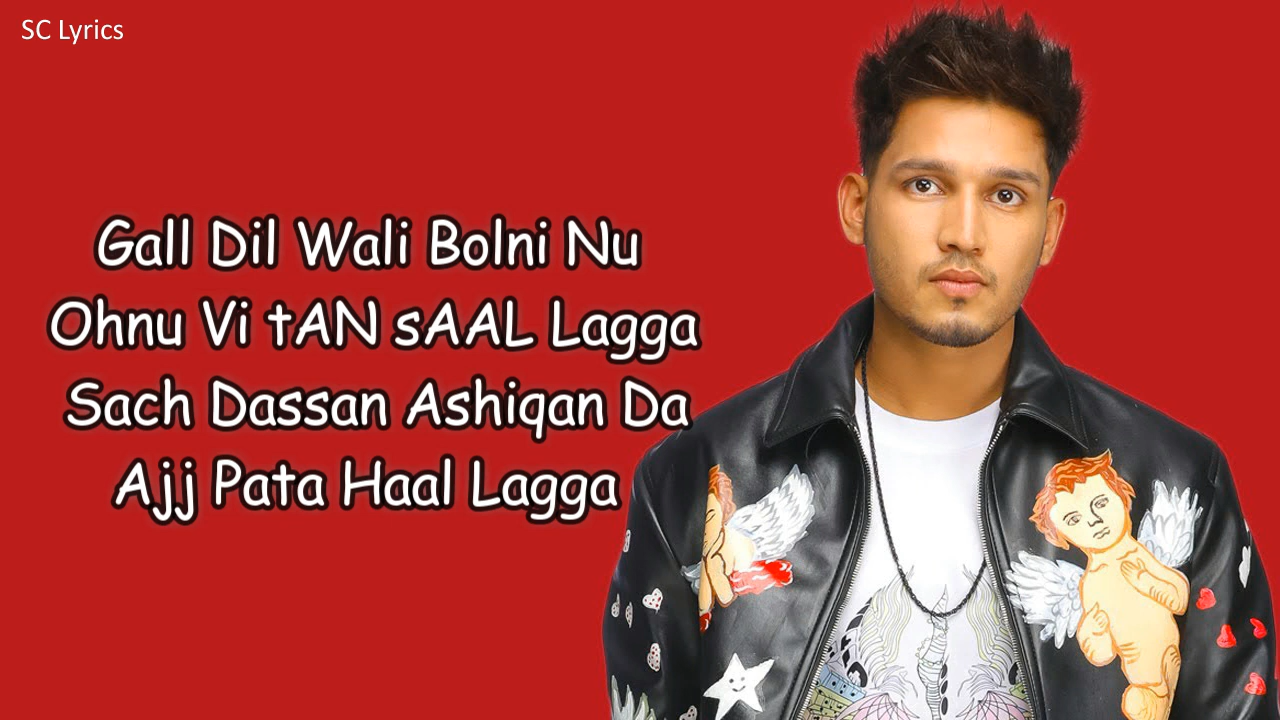 SC Lyrics
Gall Dil Wali Bolni Nu
Ohnu Vi tAN sAAL Lagga
Sach Dassan Ashiqan Da
Ajj Pata Haal Lagga